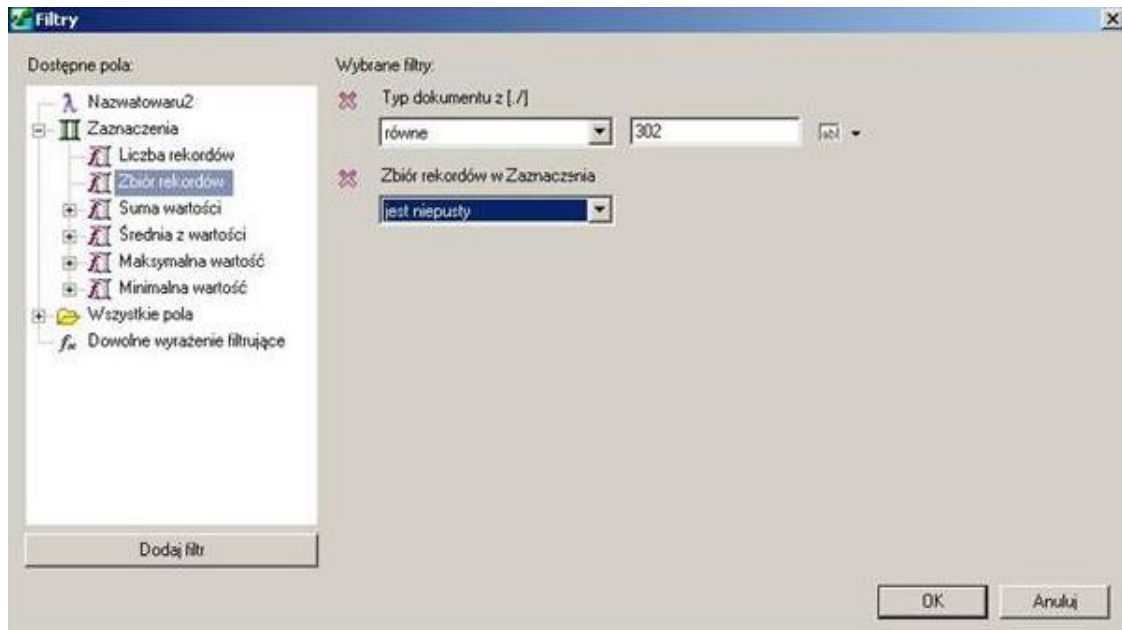 Filtry
Dostępne pola:
Nazwatowaru2
Zaznaczenia
Liczba rekordów
Zbiór rekordów
Suma wartości
Średnia z wartości
Maksymalna wartość
Minimalna wartość
Wszystkie pola
Dowolne wyrażenie filtrujące
Dodaj filtr
Wybrane filtry:
Typ dokumentu z [./]
równe 302 ab|
Zbiór rekordów w Zaznaczenia
jest niepusty
OK Anuluj